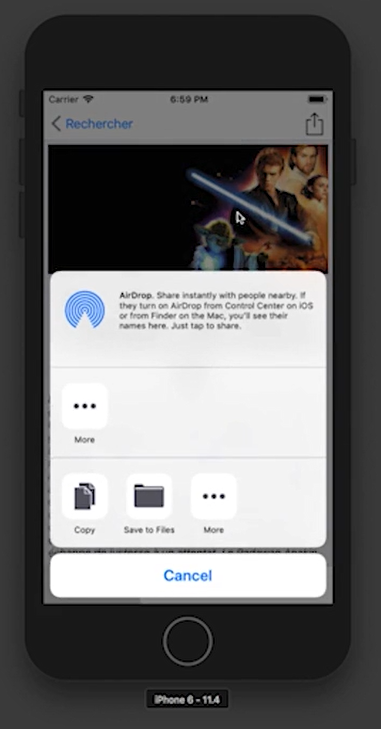 Carrier 6:59 PM
Rechercher
AirDrop. Share instantly with people nearby. If
they turn on AirDrop from Control Center on iOS
or from Finder on the Mac, you'll see their
names here. Just tap to share.
More
Copy Save to Files More
Cancel
iPhone 6 - 11.4